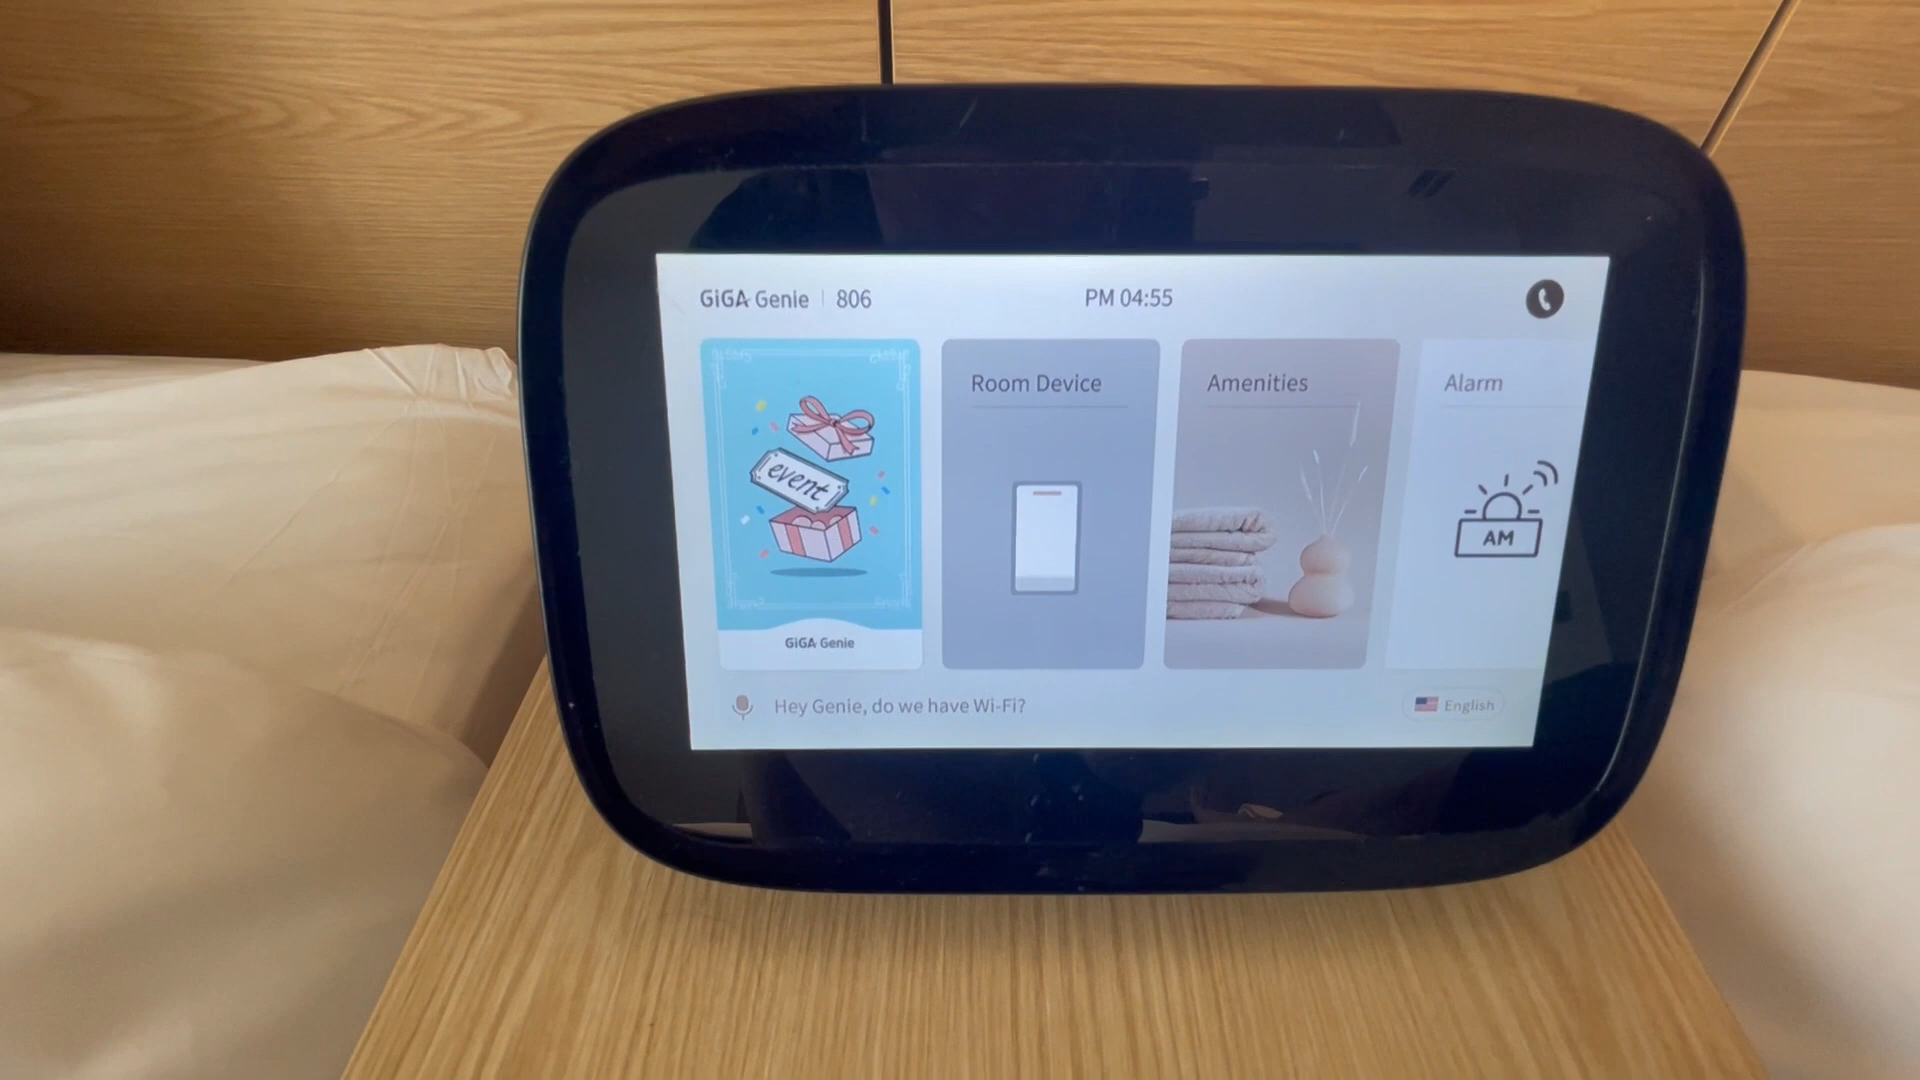 GiGA Genie | 806
PM 04:55
event
GiGA Genie
Room Device
Amenities
Alarm
AM
Hey Genie, do we have Wi-Fi?
English